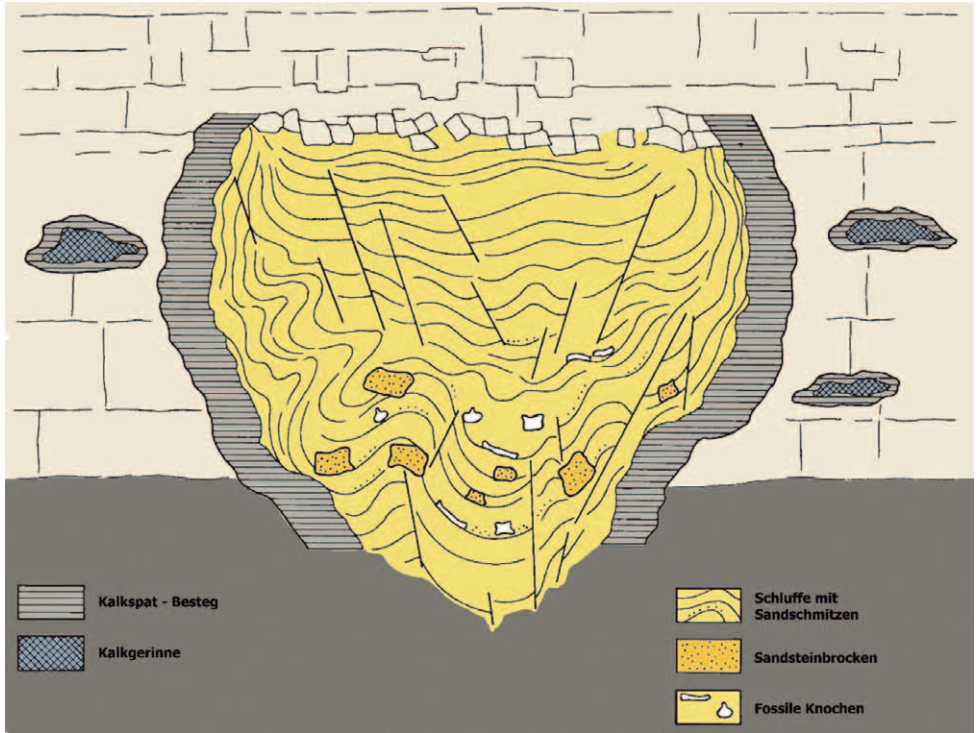 Kalkspat - Besteg
Kalkgerinne
Schluffe mit
Sandschmitzen
Sandsteinbrocken
Fossile Knochen